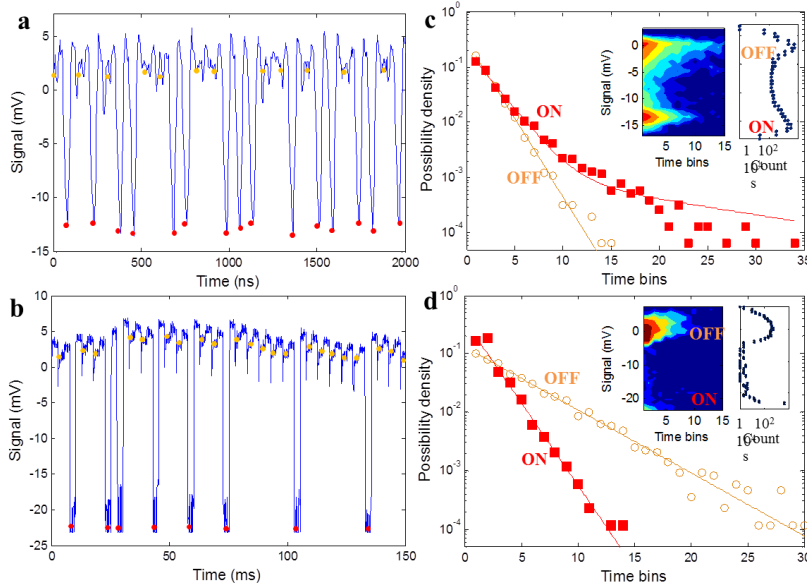 a
5
0
-5
-10
-15
Signal (mV)
0
500
1000
1500
2000
Time (ns)
b
10
5
0
-5
-10
-15
-20
-25
Signal (mV)
0
50
100
150
Time (ms)
c
10^0
10^-1
10^-2
10^-3
10^-4
Possibility density
0
5
10
15
20
25
30
35
Time bins
ON
OFF
0
-5
-10
-15
Signal (mV)
5
10
15
Time bins
OFF
ON
1 10^2
10^4
Count
s
d
10^0
10^-1
10^-2
10^-3
10^-4
Possibility density
0
5
10
15
20
25
30
Time bins
OFF
ON
0
-10
-20
Signal (mV)
5
10
15
Time bins
OFF
ON
1 10^2
Count
s